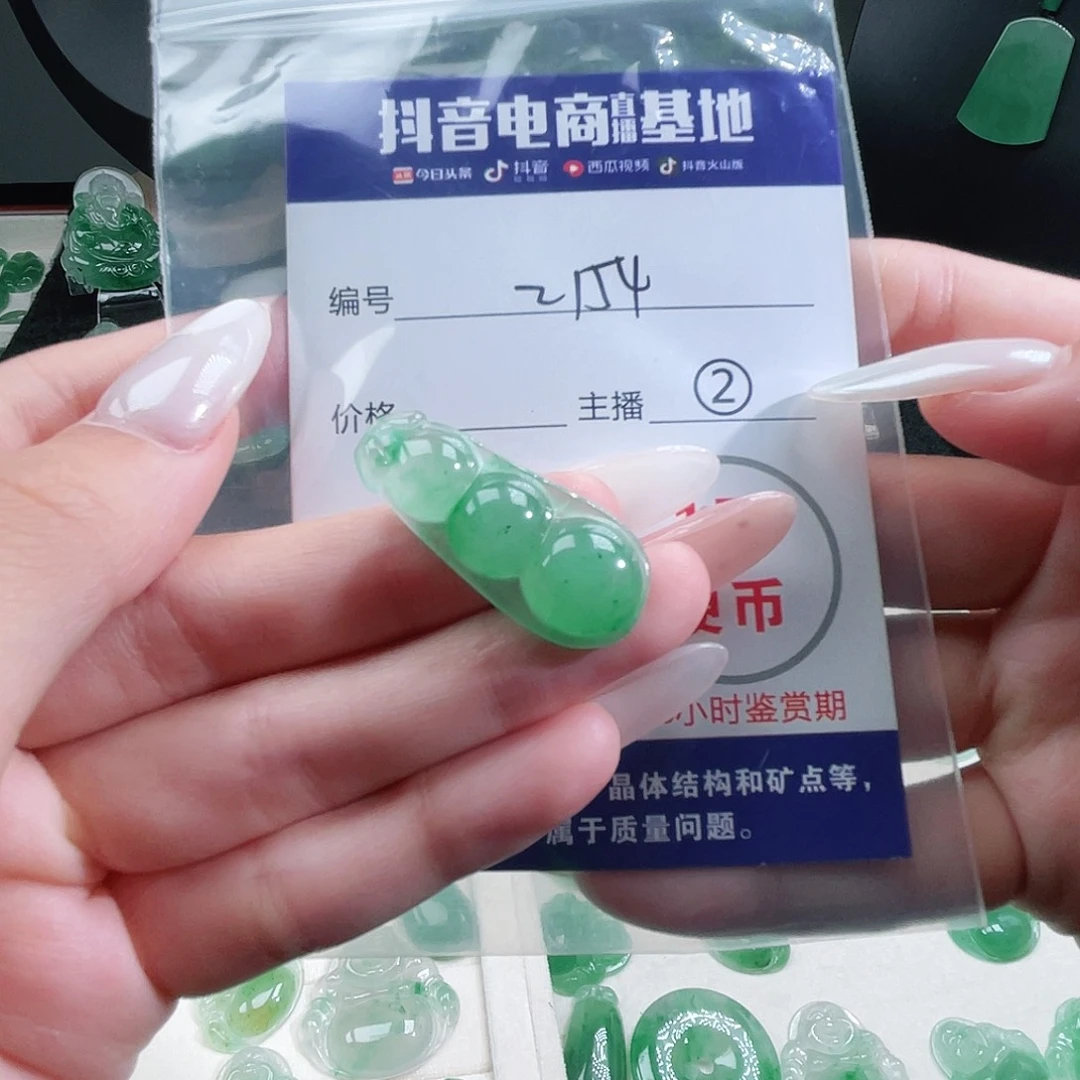 抖音电商直播基地
今日头条 抖音 西瓜视频 抖音火山版
编号
价格 主播 ②
币
小时鉴赏期
晶体结构和矿点等，
属于质量问题。